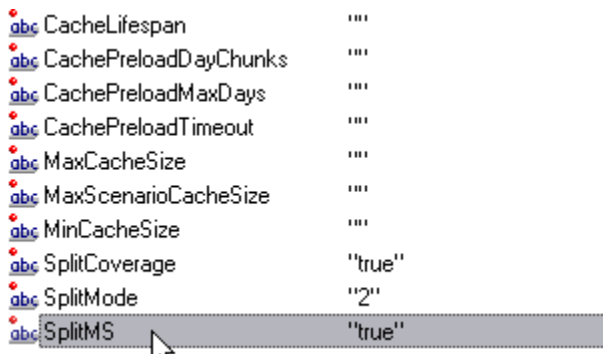 abc CacheLifespan ""
abc CachePreloadDayChunks ""
abc CachePreloadMaxDays ""
abc CachePreloadTimeout ""
abc MaxCacheSize ""
abc MaxScenarioCacheSize ""
abc MinCacheSize ""
abc SplitCoverage "true"
abc SplitMode "2"
abc SplitMS "true"